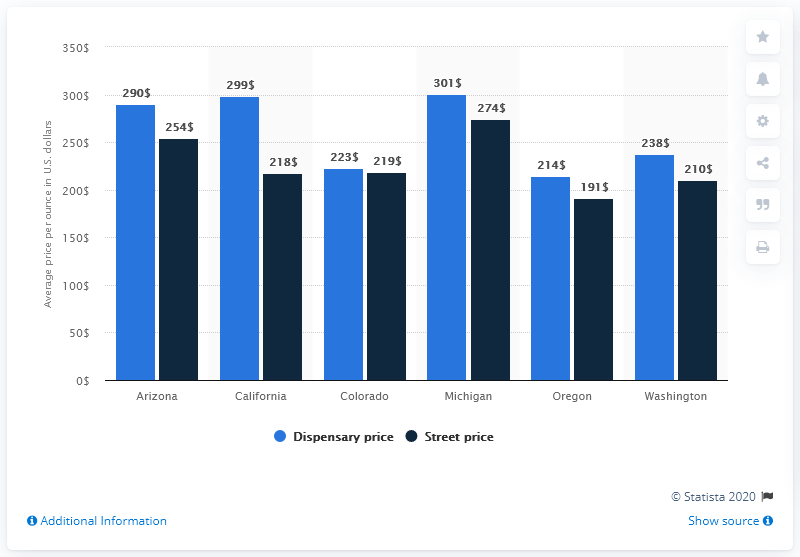 350$
300$
250$
200$
150$
100$
50$
0$
Average price per ounce in U.S. dollars
290$
254$
299$
218$
223$
219$
301$
274$
214$
191$
238$
210$
Arizona
California
Colorado
Michigan
Oregon
Washington
Dispensary price
Street price
© Statista 2020
Additional Information
Show source